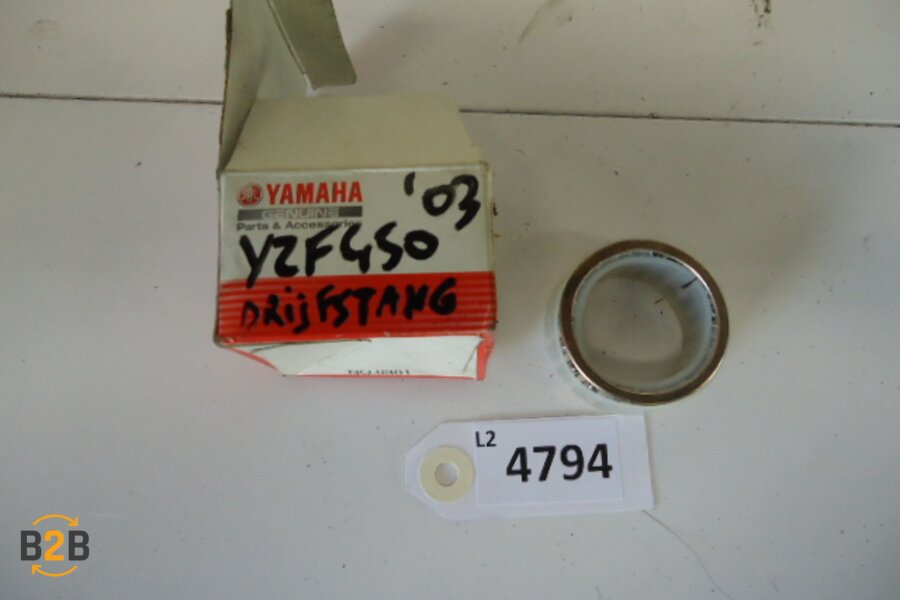 YAMAHA
'03
GENUINE
Parts & Accessories
YZF450
DRijFSTANG
L2
4794
B2B